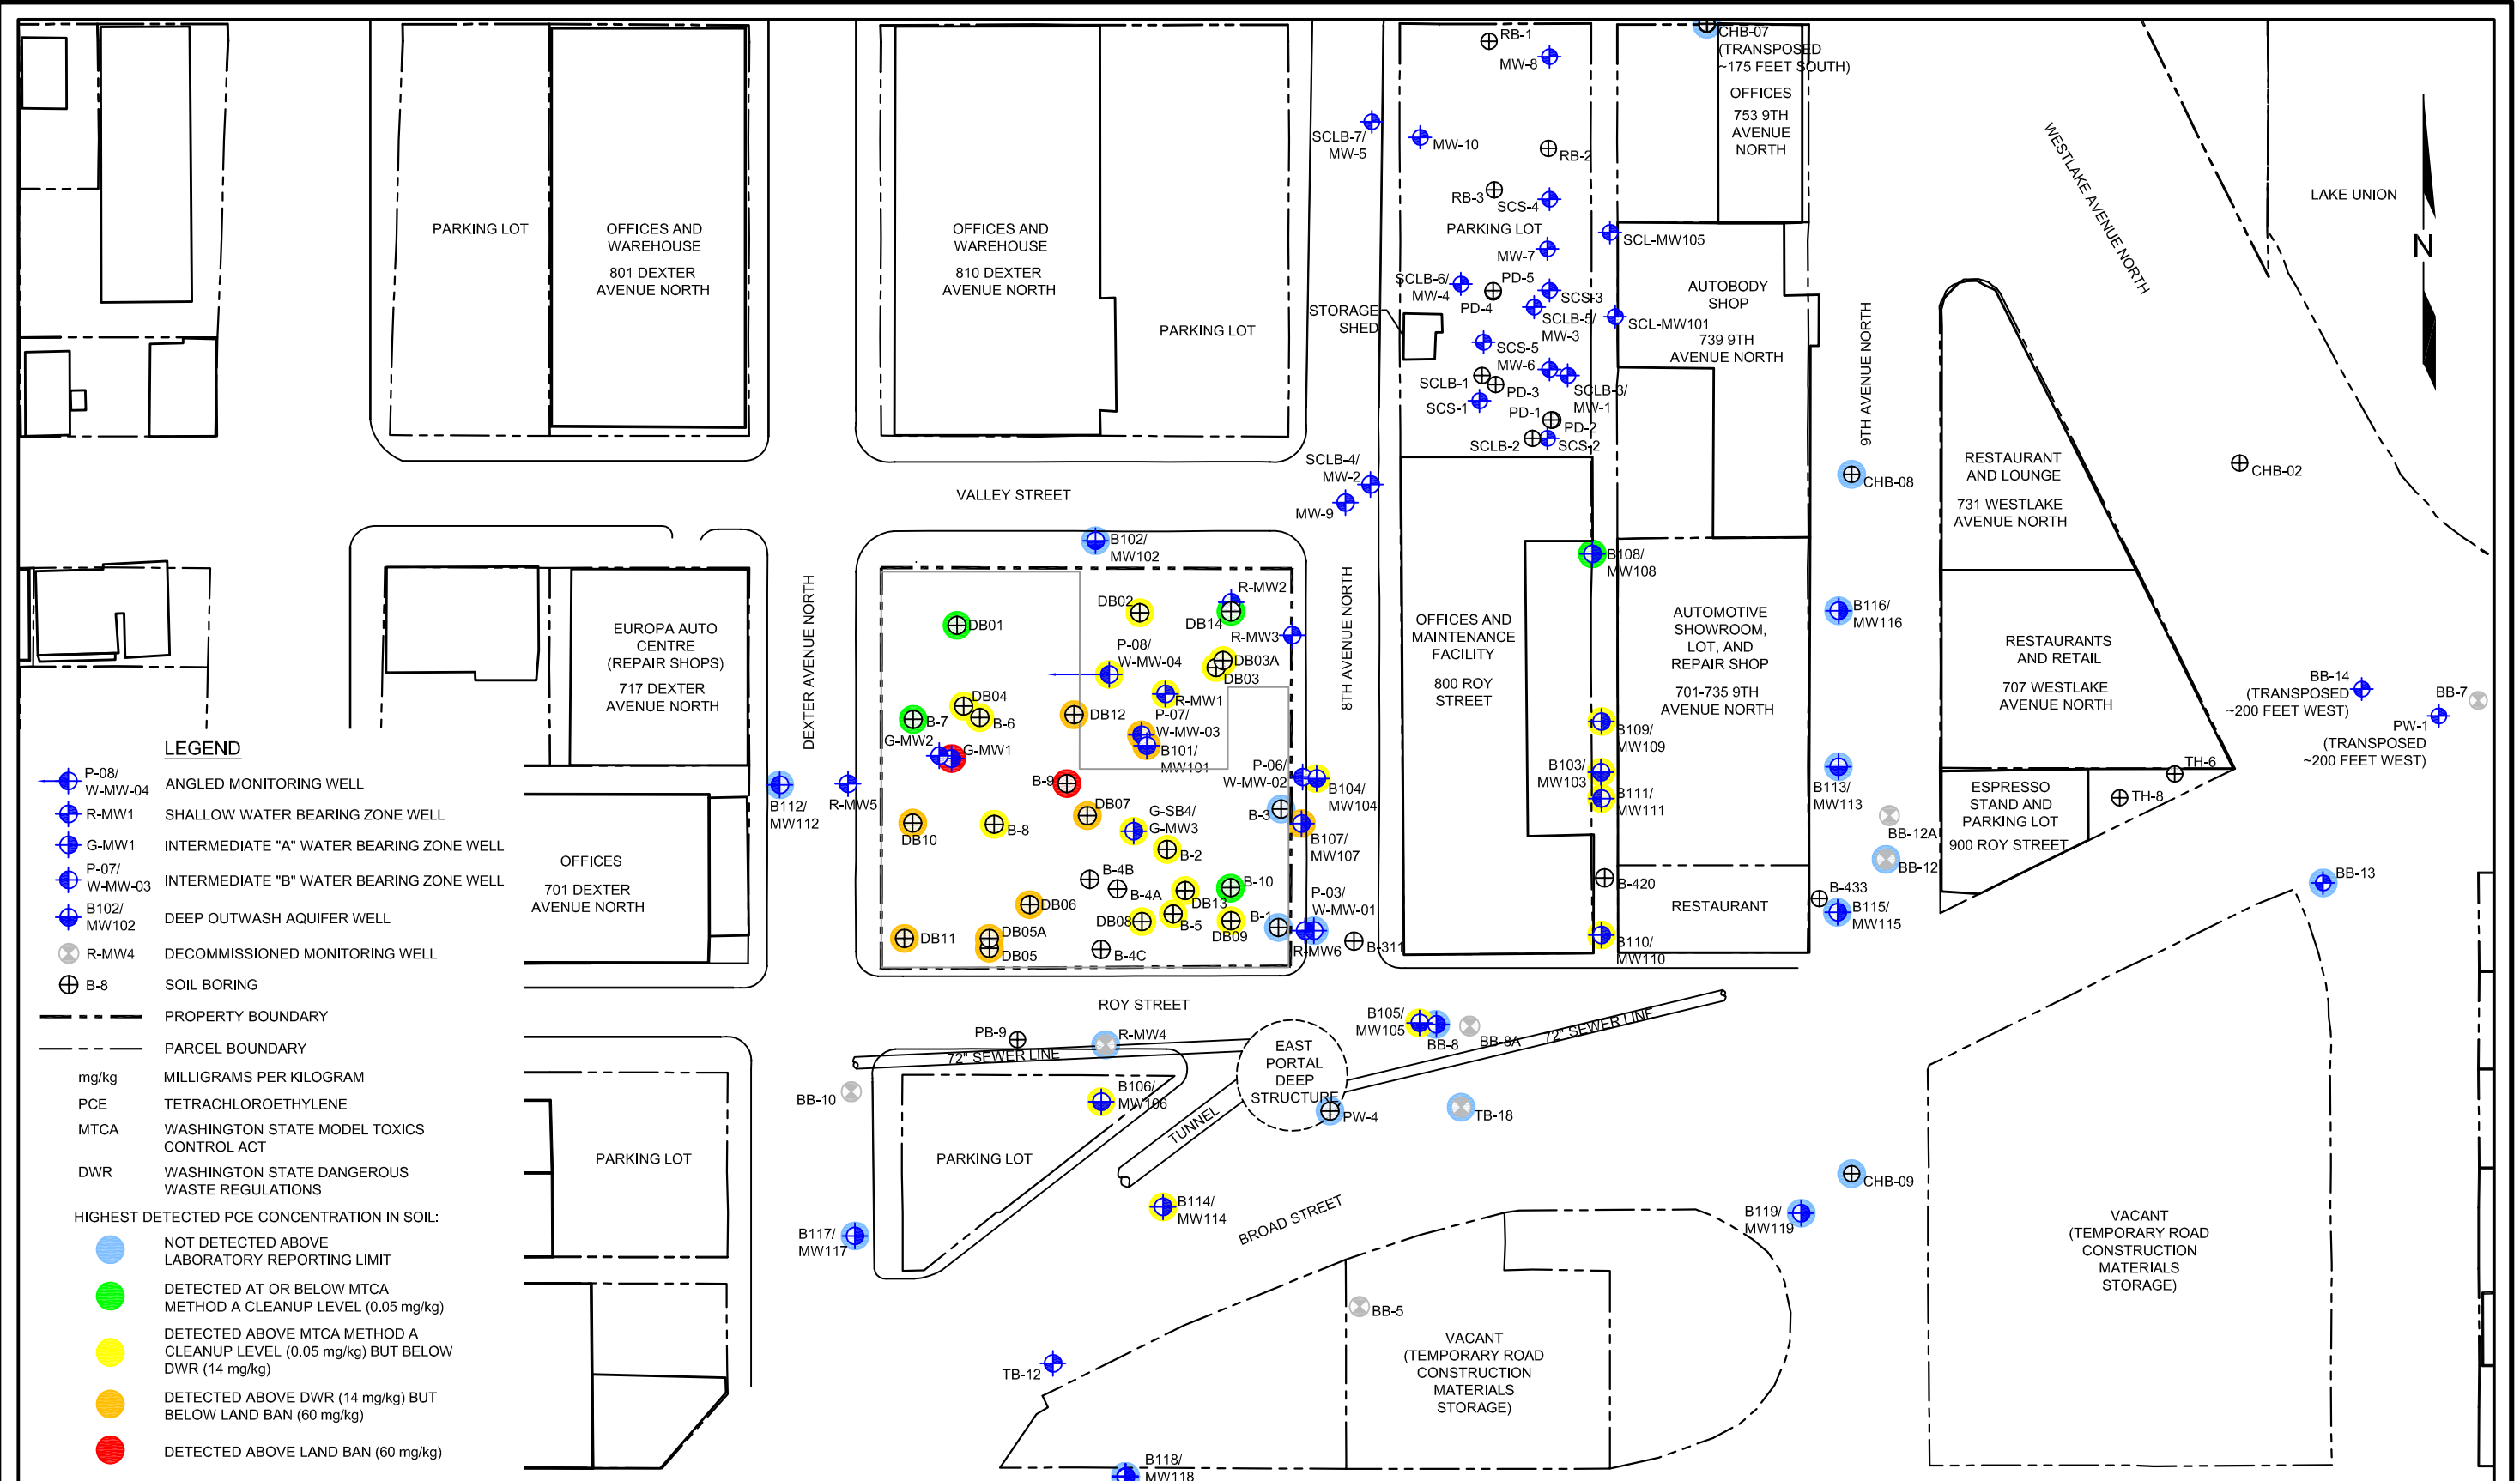 RB-1
MW-8
CHB-07
(TRANSPOSED
~175 FEET SOUTH)
OFFICES
753 9TH
AVENUE
NORTH
SCLB-7/
MW-5
MW-10
RB-2
RB-3
SCS-4
PARKING LOT
MW-7
SCL-MW105
WESTLAKE AVENUE NORTH
LAKE UNION
N
PARKING LOT
OFFICES AND
WAREHOUSE
801 DEXTER
AVENUE NORTH
OFFICES AND
WAREHOUSE
810 DEXTER
AVENUE NORTH
PARKING LOT
SCLB-6/
MW-4
PD-5
PD-4
SCS-3
SCLB-5/
MW-3
STORAGE
SHED
SCL-MW101
AUTOBODY
SHOP
739 9TH
AVENUE NORTH
SCS-5
MW-6
SCLB-1
PD-3
SCLB-3/
MW-1
SCS-1
PD-1
PD-2
SCLB-2
SCS-2
9TH AVENUE NORTH
SCLB-4/
MW-2
MW-9
VALLEY STREET
CHB-08
RESTAURANT
AND LOUNGE
731 WESTLAKE
AVENUE NORTH
CHB-02
B102/
MW102
B108/
MW108
DEXTER AVENUE NORTH
8TH AVENUE NORTH
EUROPA AUTO
CENTRE
(REPAIR SHOPS)
717 DEXTER
AVENUE NORTH
DB01
DB02
R-MW2
DB14
R-MW3
P-08/
W-MW-04
DB03A
DB03
R-MW1
DB04
B-6
B-7
DB12
P-07/
W-MW-03
B101/
MW101
G-MW2
G-MW1
OFFICES AND
MAINTENANCE
FACILITY
800 ROY
STREET
AUTOMOTIVE
SHOWROOM,
LOT, AND
REPAIR SHOP
701-735 9TH
AVENUE NORTH
B116/
MW116
RESTAURANTS
AND RETAIL
707 WESTLAKE
AVENUE NORTH
BB-14
(TRANSPOSED
~200 FEET WEST)
BB-7
PW-1
(TRANSPOSED
~200 FEET WEST)
B109/
MW109
B103/
MW103
B111/
MW111
B113/
MW113
TH-6
TH-8
ESPRESSO
STAND AND
PARKING LOT
900 ROY STREET
BB-12A
BB-12
BB-13
B112/
MW112
R-MW5
B-9
P-06/
W-MW-02
B104/
MW104
B-3
B107/
MW107
DB07
G-SB4/
G-MW3
DB10
B-8
B-2
B-4B
B-4A
DB13
B-10
P-03/
W-MW-01
DB06
DB08
B-5
DB09
B-1
R-MW6
B-311
DB11
DB05A
DB05
B-4C
OFFICES
701 DEXTER
AVENUE NORTH
B-420
RESTAURANT
B-433
B115/
MW115
B110/
MW110
ROY STREET
PB-9
R-MW4
72" SEWER LINE
B105/
MW105
BB-8
BB-8A
72" SEWER LINE
EAST
PORTAL
DEEP
STRUCTURE
PW-4
TB-18
TUNNEL
BB-10
B106/
MW106
PARKING LOT
PARKING LOT
B114/
MW114
BROAD STREET
B117/
MW117
CHB-09
B119/
MW119
BB-5
TB-12
B118/
MW118
VACANT
(TEMPORARY ROAD
CONSTRUCTION
MATERIALS
STORAGE)
VACANT
(TEMPORARY ROAD
CONSTRUCTION
MATERIALS
STORAGE)
LEGEND
P-08/
W-MW-04 ANGLED MONITORING WELL
R-MW1 SHALLOW WATER BEARING ZONE WELL
G-MW1 INTERMEDIATE "A" WATER BEARING ZONE WELL
P-07/
W-MW-03 INTERMEDIATE "B" WATER BEARING ZONE WELL
B102/
MW102 DEEP OUTWASH AQUIFER WELL
R-MW4 DECOMMISSIONED MONITORING WELL
B-8 SOIL BORING
PROPERTY BOUNDARY
PARCEL BOUNDARY
mg/kg MILLIGRAMS PER KILOGRAM
PCE TETRACHLOROETHYLENE
MTCA WASHINGTON STATE MODEL TOXICS
CONTROL ACT
DWR WASHINGTON STATE DANGEROUS
WASTE REGULATIONS
HIGHEST DETECTED PCE CONCENTRATION IN SOIL:
NOT DETECTED ABOVE
LABORATORY REPORTING LIMIT
DETECTED AT OR BELOW MTCA
METHOD A CLEANUP LEVEL (0.05 mg/kg)
DETECTED ABOVE MTCA METHOD A
CLEANUP LEVEL (0.05 mg/kg) BUT BELOW
DWR (14 mg/kg)
DETECTED ABOVE DWR (14 mg/kg) BUT
BELOW LAND BAN (60 mg/kg)
DETECTED ABOVE LAND BAN (60 mg/kg)